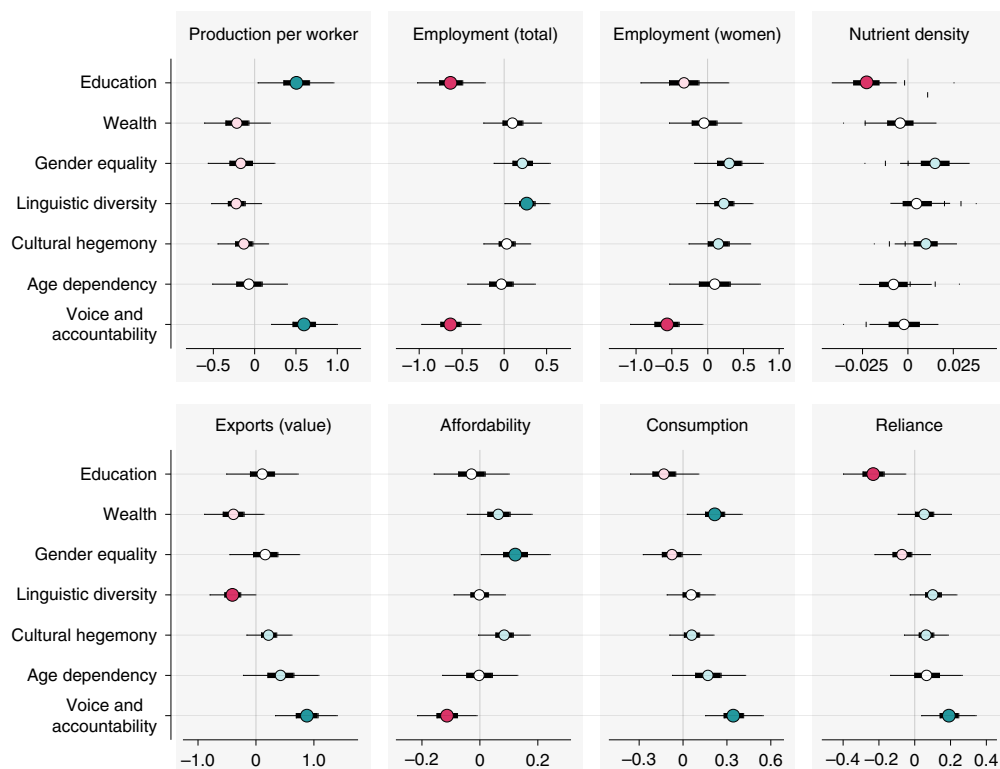 Production per worker Employment (total) Employment (women) Nutrient density
Education
Wealth
Gender equality
Linguistic diversity
Cultural hegemony
Age dependency
Voice and
accountability
−0.5 0 0.5 1.0 −1.0 −0.5 0 0.5 −1.0 −0.5 0 0.5 1.0 −0.025 0 0.025
Exports (value) Affordability Consumption Reliance
Education
Wealth
Gender equality
Linguistic diversity
Cultural hegemony
Age dependency
Voice and
accountability
−1.0 0 1.0 −0.2 0 0.2 −0.3 0 0.3 0.6 −0.4 −0.2 0 0.2 0.4